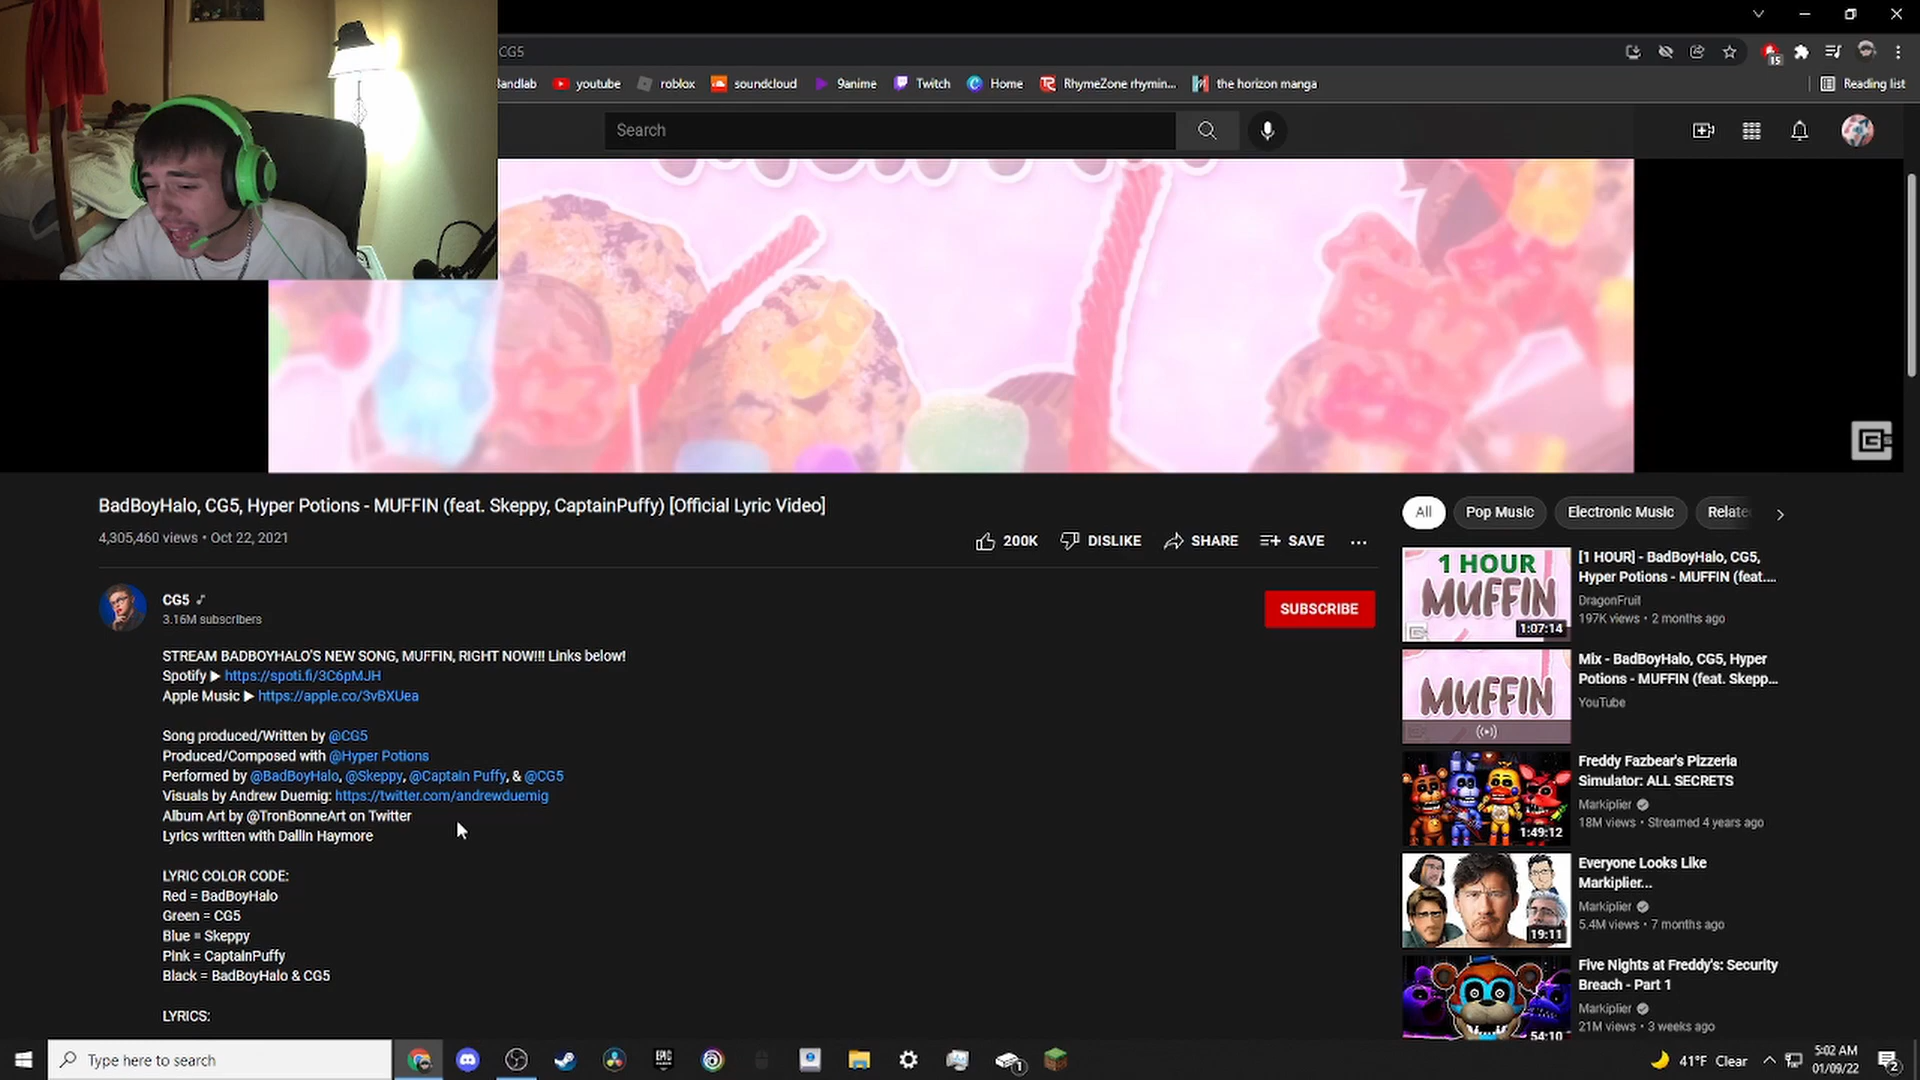 CG5
Bandlab
youtube
roblox
soundcloud
9anime
Twitch
Home
RhymeZone rhymin...
the horizon manga
Reading list
15
Search
BadBoyHalo, CG5, Hyper Potions - MUFFIN (feat. Skeppy, CaptainPuffy) [Official Lyric Video]
4,305,460 views • Oct 22, 2021
200K
DISLIKE
SHARE
SAVE
CG5
3.16M subscribers
SUBSCRIBE
STREAM BADBOYHALO'S NEW SONG, MUFFIN, RIGHT NOW!!! Links below!
Spotify ▶ https://spoti.fi/3C6pMJH
Apple Music ▶ https://apple.co/3vBXUea
Song produced/Written by @CG5
Produced/Composed with @Hyper Potions
Performed by @BadBoyHalo, @Skeppy, @Captain Puffy, & @CG5
Visuals by Andrew Duemig: https://twitter.com/andrewduemig
Album Art by @TronBonneArt on Twitter
Lyrics written with Dallin Haymore
LYRIC COLOR CODE:
Red = BadBoyHalo
Green = CG5
Blue = Skeppy
Pink = CaptainPuffy
Black = BadBoyHalo & CG5
LYRICS:
All
Pop Music
Electronic Music
Relate
1 HOUR
MUFFIN
1:07:14
[1 HOUR] - BadBoyHalo, CG5,
Hyper Potions - MUFFIN (feat....
DragonFruit
197K views • 2 months ago
MUFFIN
Mix - BadBoyHalo, CG5, Hyper
Potions - MUFFIN (feat. Skepp...
YouTube
1:49:12
Freddy Fazbear's Pizzeria
Simulator: ALL SECRETS
Markiplier
18M views • Streamed 4 years ago
19:11
Everyone Looks Like
Markiplier...
Markiplier
5.4M views • 7 months ago
54:10
Five Nights at Freddy's: Security
Breach - Part 1
Markiplier
21M views • 3 weeks ago
Type here to search
EPIC
1
41°F Clear
5:02 AM
01/09/22
2